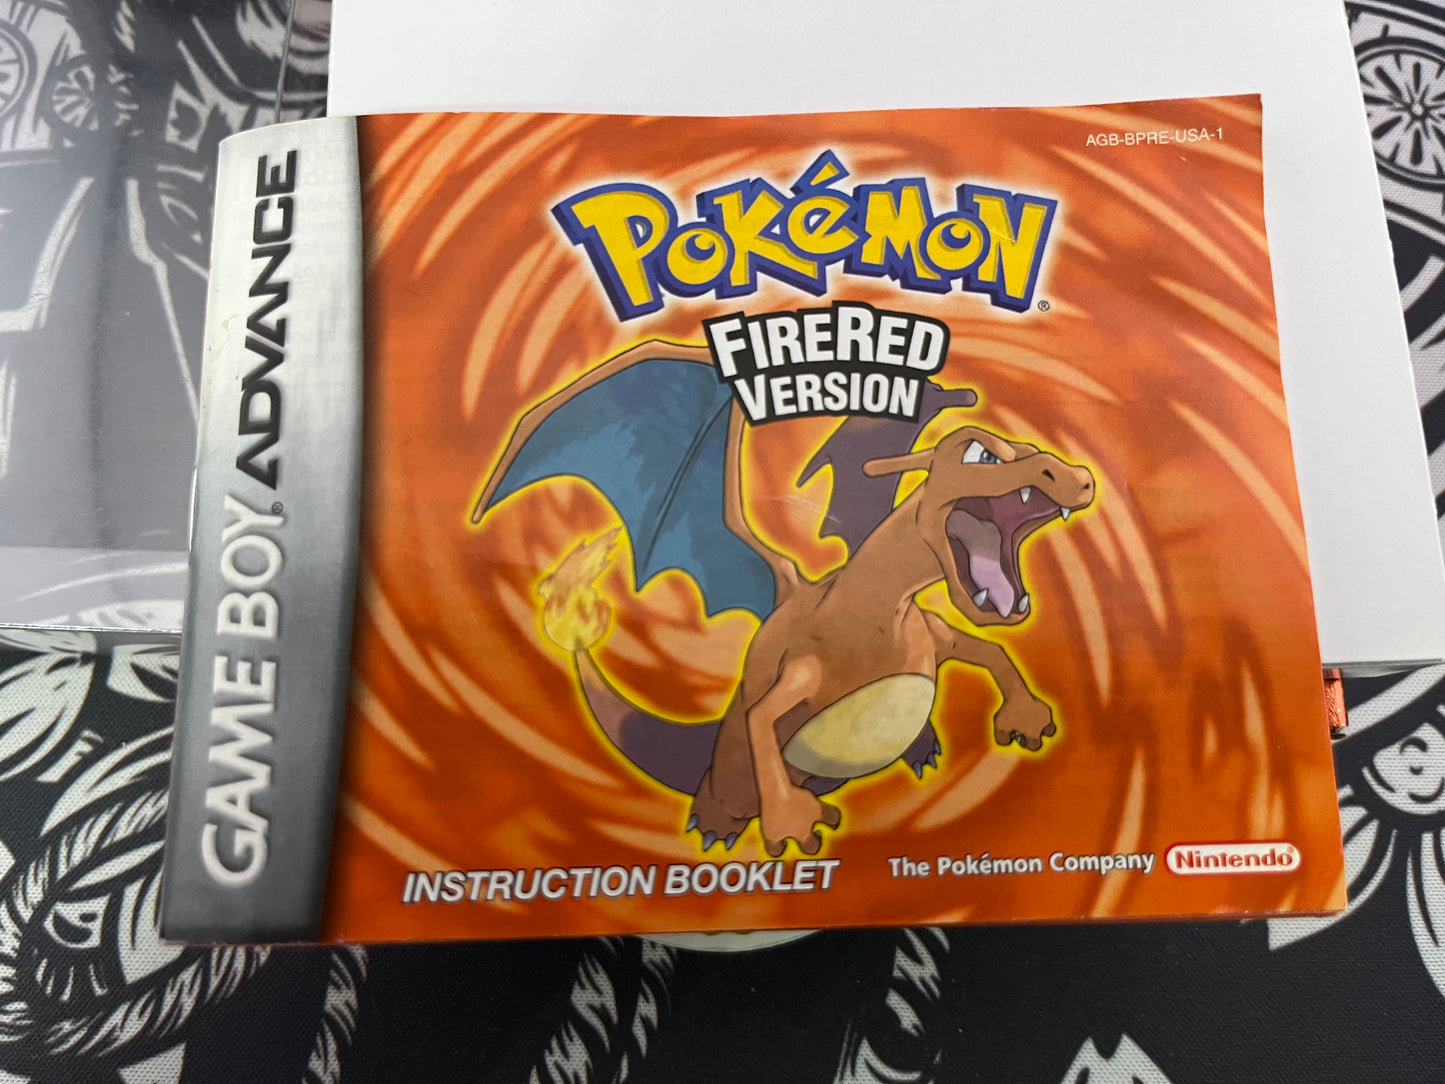 AGB-BPRE-USA-1
GAME BOY® ADVANCE
POKéMON®
FIRERED
VERSION
INSTRUCTION BOOKLET
The Pokémon Company
Nintendo®